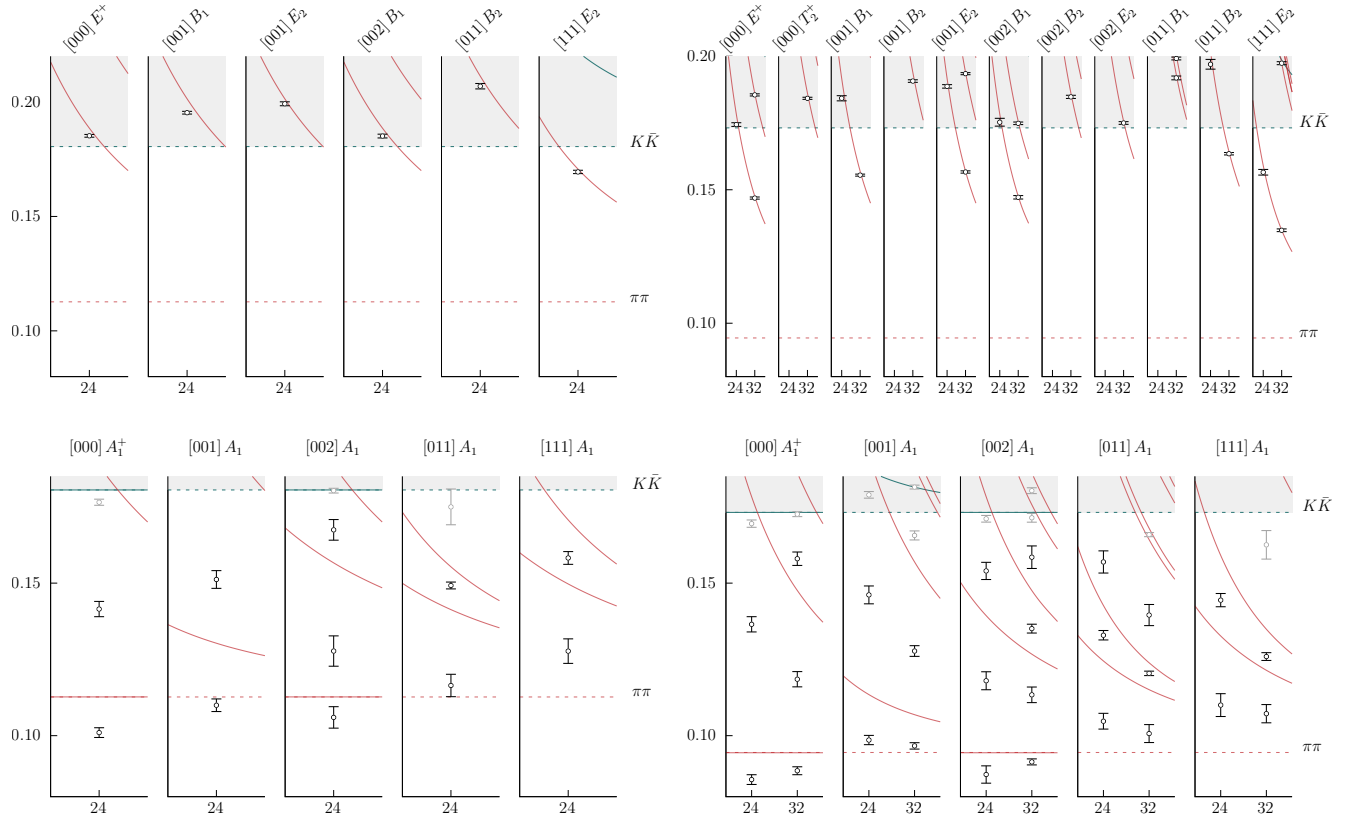 [000] E⁺ [001] B₁ [001] E₂ [002] B₁ [011] B₂ [111] E₂
0.20
0.15
0.10
KK̄
ππ
24 24 24 24 24 24
[000] E⁺ [000] T₂⁺ [001] B₁ [001] B₂ [001] E₂ [002] B₁ [002] B₂ [002] E₂ [011] B₁ [011] B₂ [111] E₂
0.20
0.15
0.10
KK̄
ππ
24 32 24 32 24 32 24 32 24 32 24 32 24 32 24 32 24 32 24 32 24 32
[000] A₁⁺ [001] A₁ [002] A₁ [011] A₁ [111] A₁
0.15
0.10
KK̄
ππ
24 24 24 24 24
[000] A₁⁺ [001] A₁ [002] A₁ [011] A₁ [111] A₁
0.15
0.10
KK̄
ππ
24 32 24 32 24 32 24 32 24 32